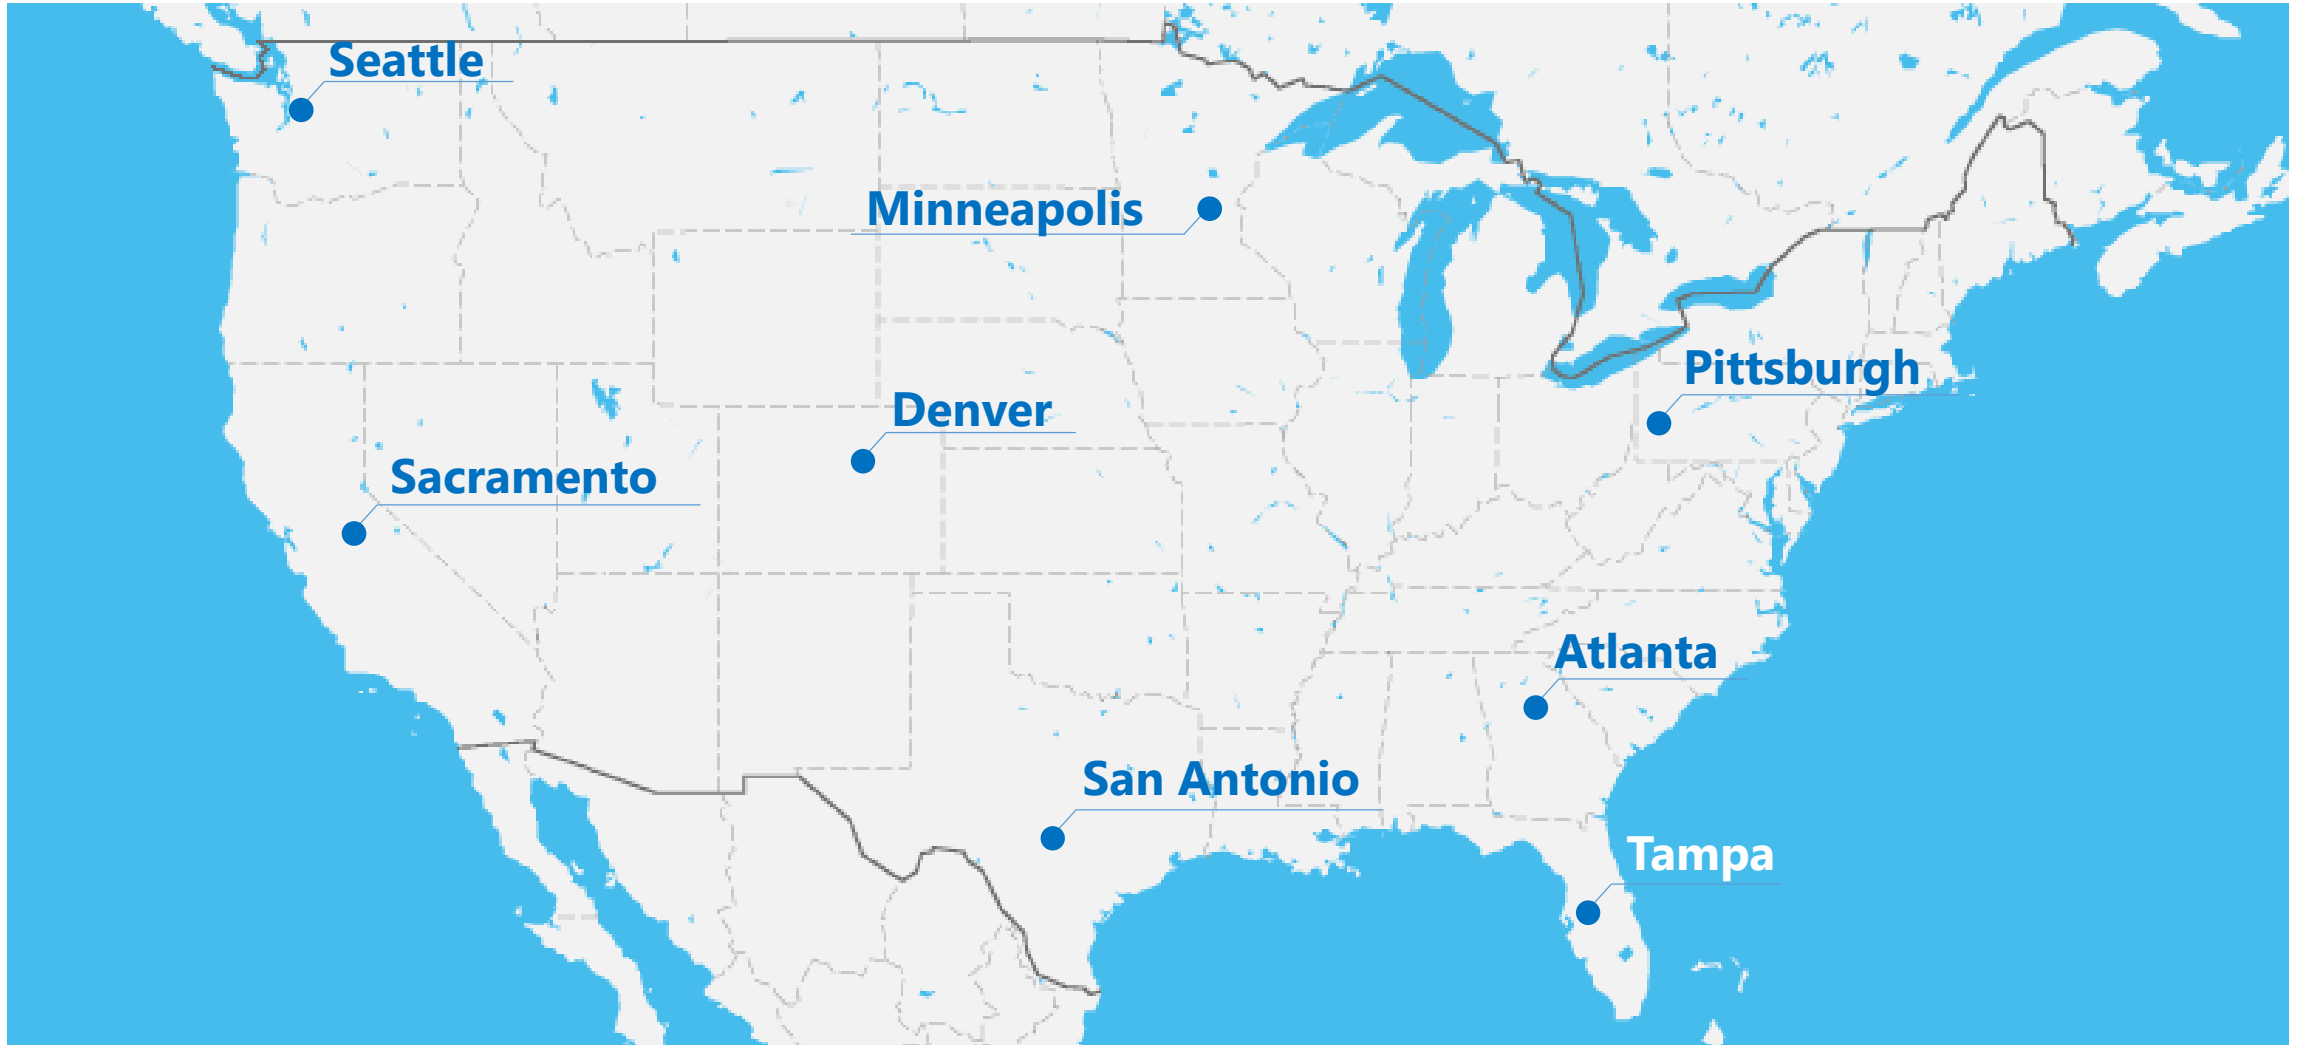 Seattle
Minneapolis
Pittsburgh
Denver
Sacramento
Atlanta
San Antonio
Tampa